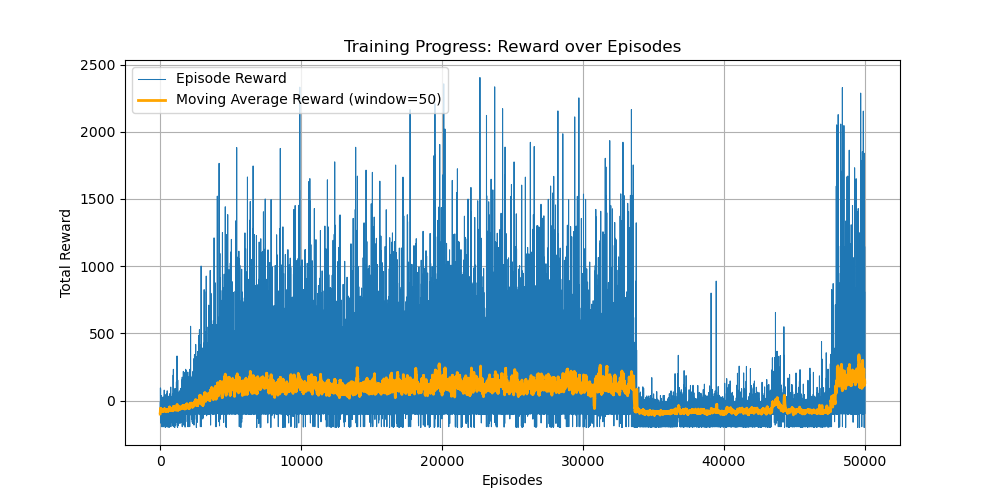 Training Progress: Reward over Episodes
Episode Reward
Moving Average Reward (window=50)
Total Reward
2500
2000
1500
1000
500
0
0
10000
20000
30000
40000
50000
Episodes